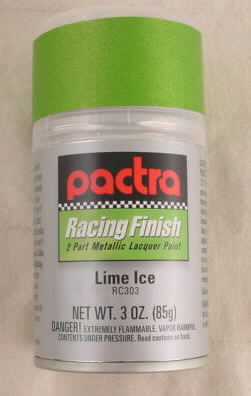 pactra
Racing Finish
2 Part Metallic Lacquer Paint
Lime Ice
RC303
NET WT. 3 OZ. (85g)
DANGER! EXTREMELY FLAMMABLE. VAPOR HARMFUL.
CONTENTS UNDER PRESSURE. Read cautions on back.